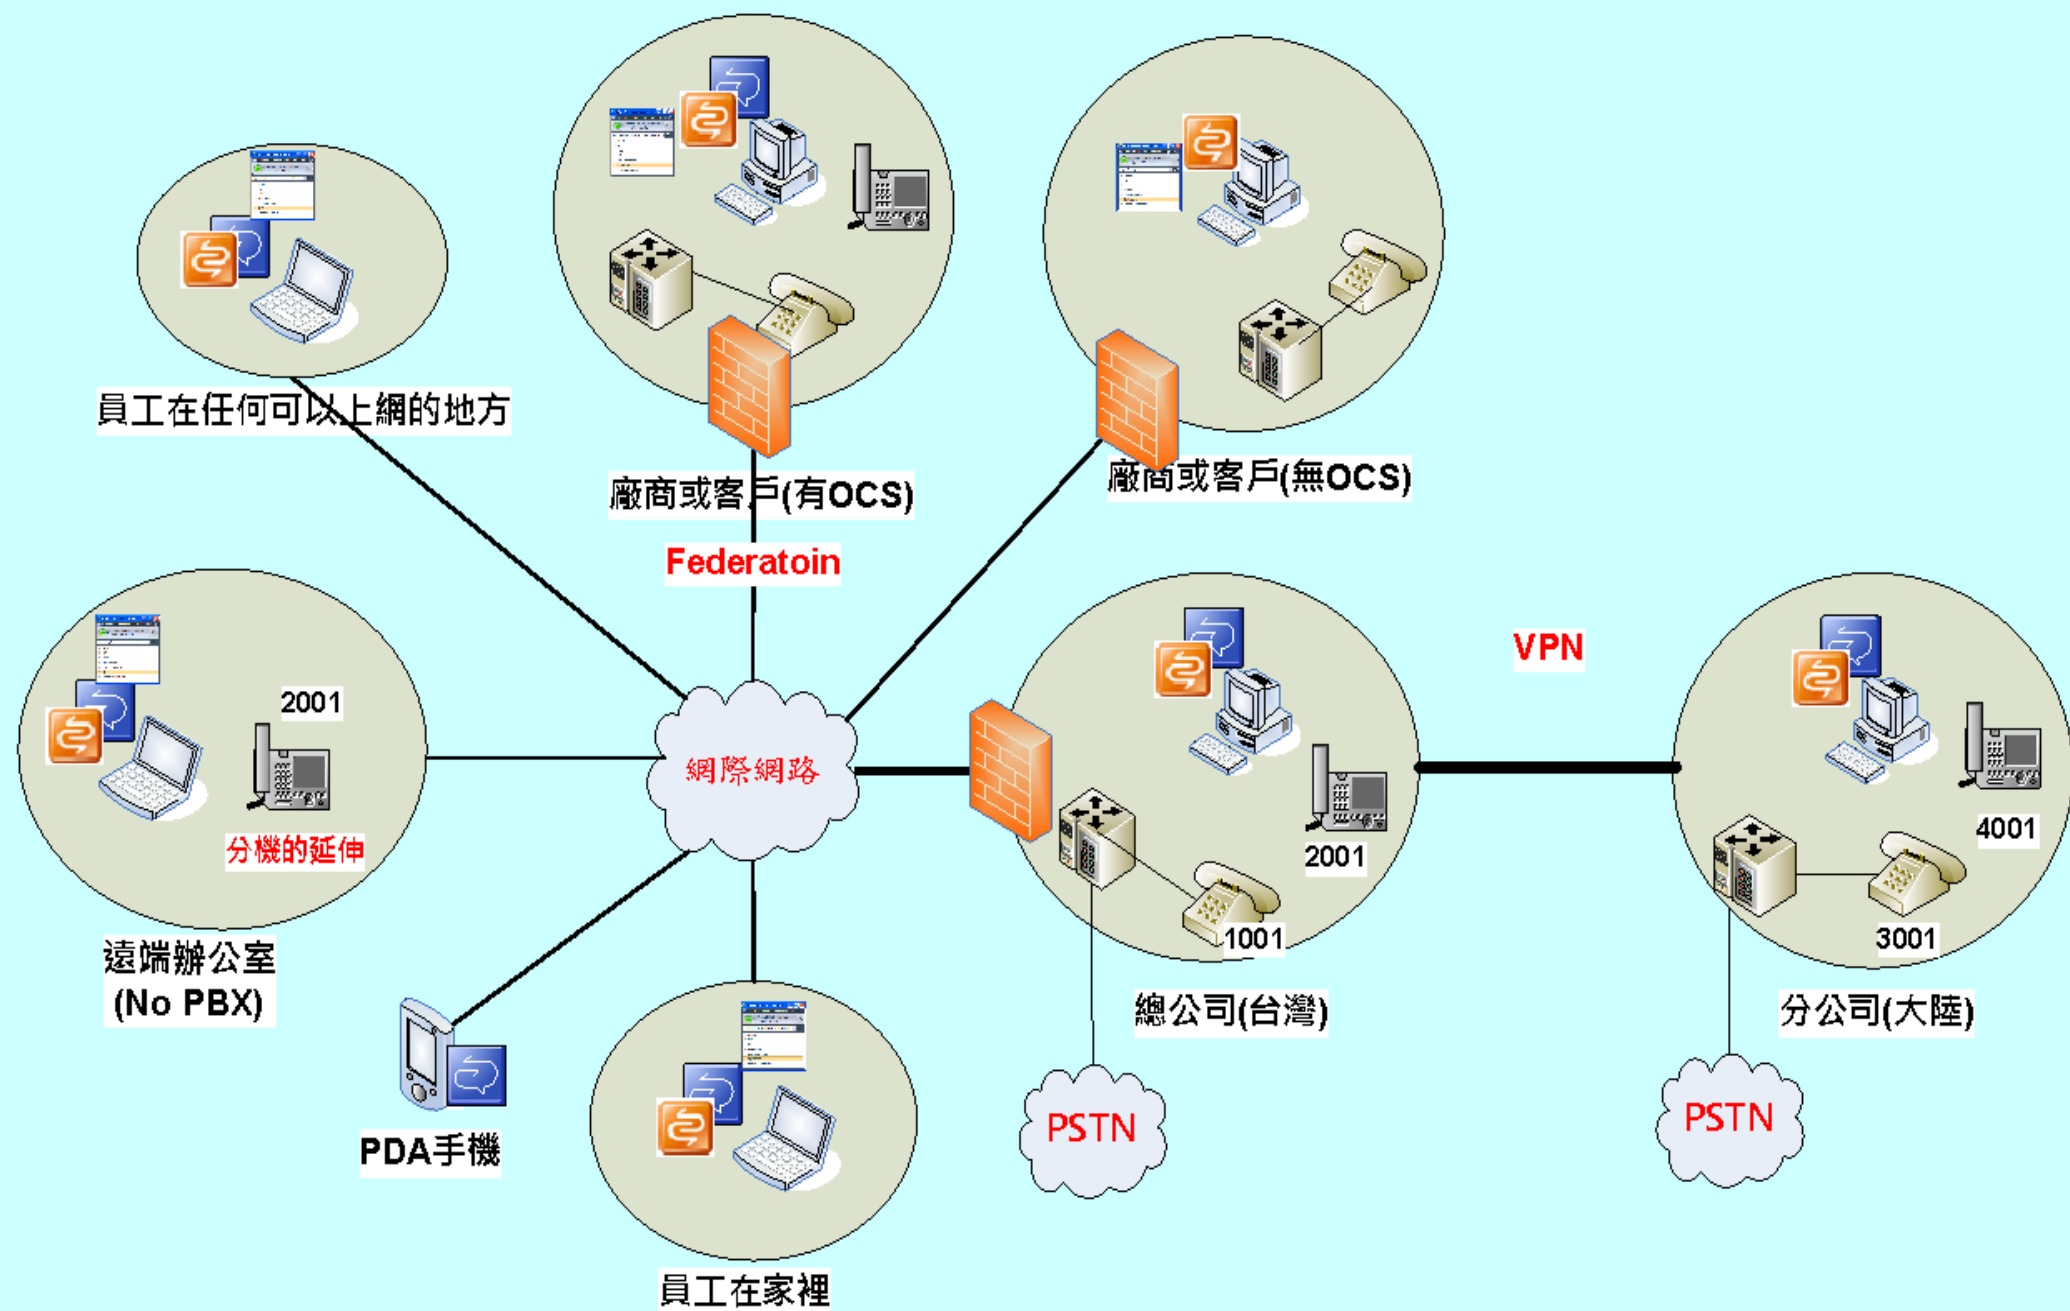 員工在任何可以上網的地方
廠商或客戶(有OCS)
廠商或客戶(無OCS)
Federatoin
VPN
2001
分機的延伸
遠端辦公室
(No PBX)
網際網路
2001
1001
總公司(台灣)
4001
3001
分公司(大陸)
PDA手機
PSTN
PSTN
員工在家裡